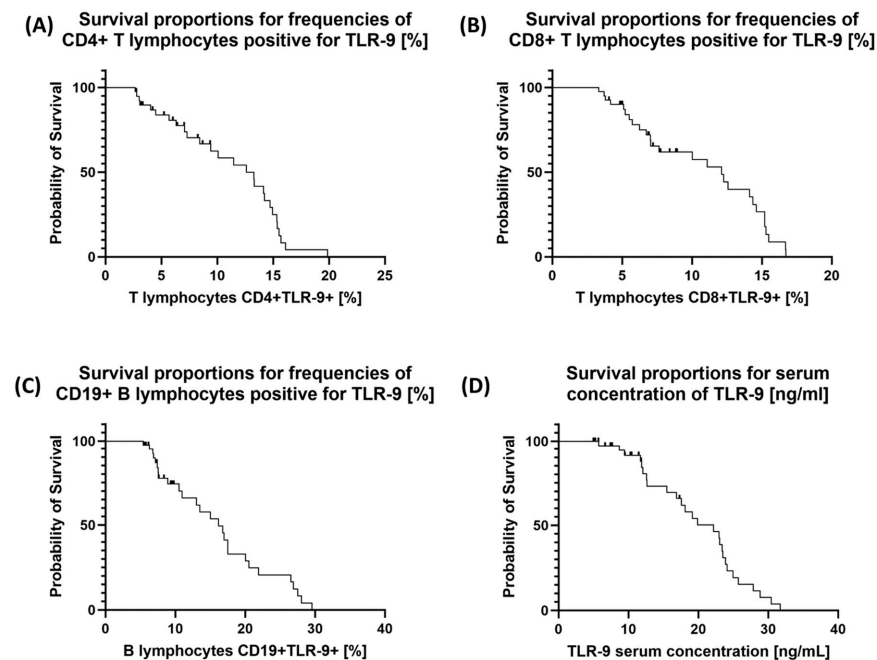 (A)
Survival proportions for frequencies of
CD4+ T lymphocytes positive for TLR-9 [%]
Probability of Survival
100
50
0
0 5 10 15 20 25
T lymphocytes CD4+TLR-9+ [%]
(B)
Survival proportions for frequencies of
CD8+ T lymphocytes positive for TLR-9 [%]
Probability of Survival
100
50
0
0 5 10 15 20
T lymphocytes CD8+TLR-9+ [%]
(C)
Survival proportions for frequencies of
CD19+ B lymphocytes positive for TLR-9 [%]
Probability of Survival
100
50
0
0 10 20 30 40
B lymphocytes CD19+TLR-9+ [%]
(D)
Survival proportions for serum
concentration of TLR-9 [ng/ml]
Probability of Survival
100
50
0
0 10 20 30 40
TLR-9 serum concentration [ng/mL]